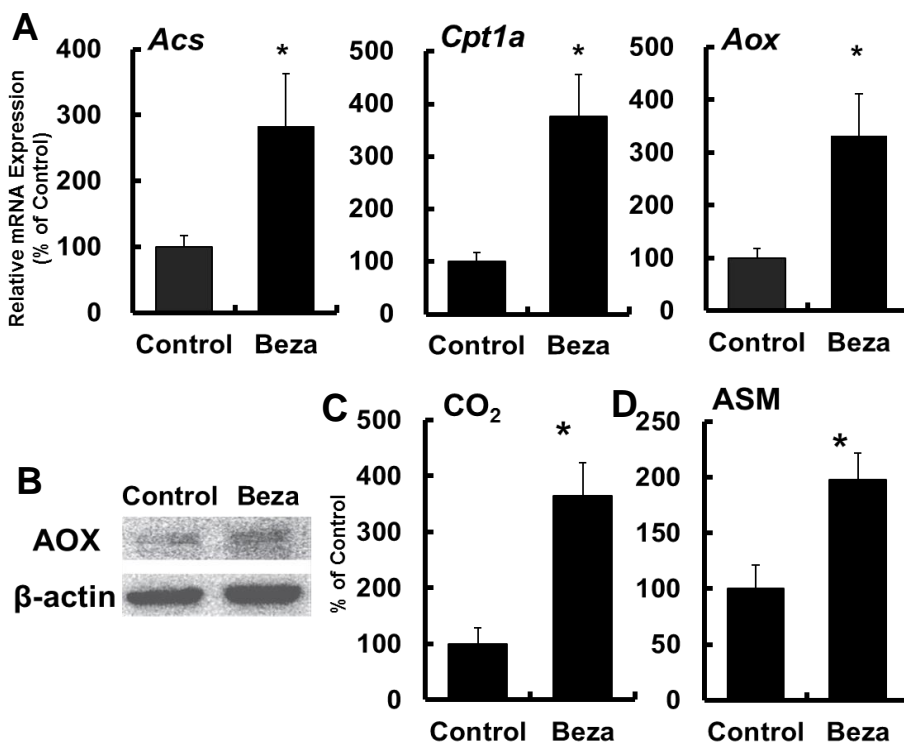 A
Acs
Cpt1a
Aox
Relative mRNA Expression
(% of Control)
400
300
200
100
0
*
Control Beza
500
400
300
200
100
0
*
Control Beza
500
400
300
200
100
0
*
Control Beza
B
Control Beza
AOX
β-actin
C
CO₂
% of Control
500
400
300
200
100
0
*
Control Beza
D
ASM
250
200
150
100
50
0
*
Control Beza